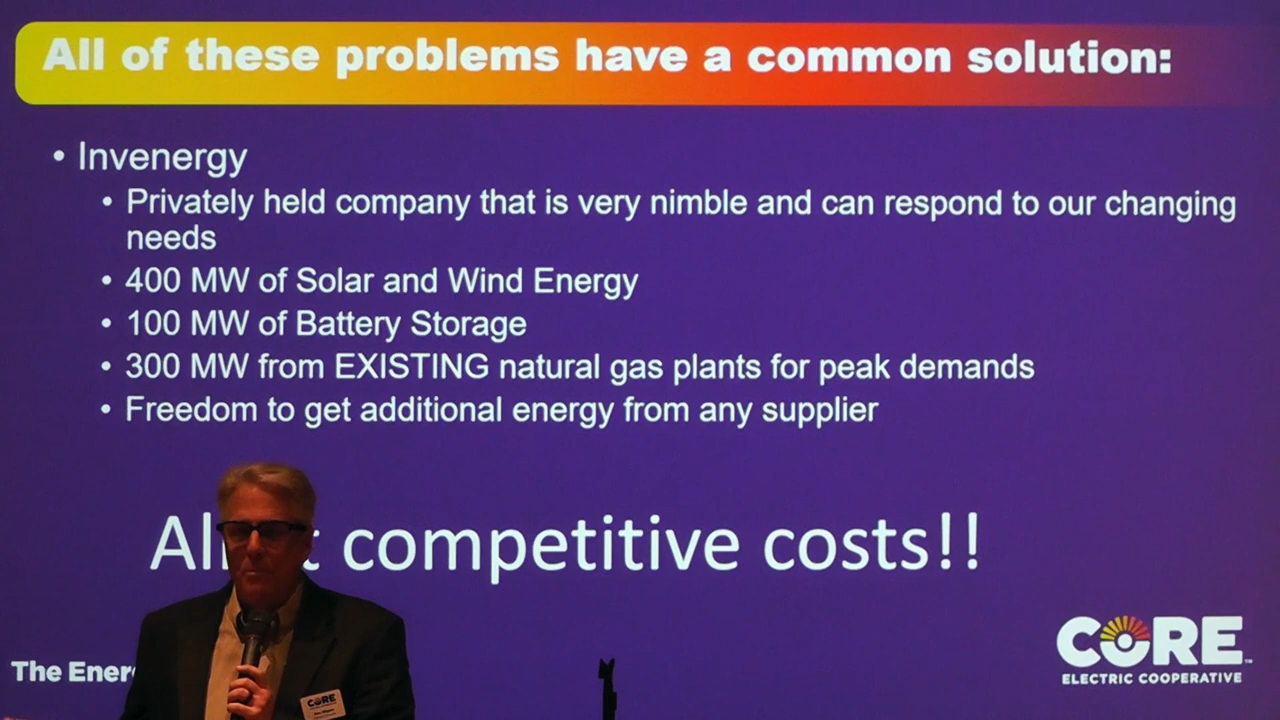 All of these problems have a common solution:
• Invenergy
• Privately held company that is very nimble and can respond to our changing
needs
• 400 MW of Solar and Wind Energy
• 100 MW of Battery Storage
• 300 MW from EXISTING natural gas plants for peak demands
• Freedom to get additional energy from any supplier
competitive costs!!
The
CORE
CORE
ELECTRIC COOPERATIVE